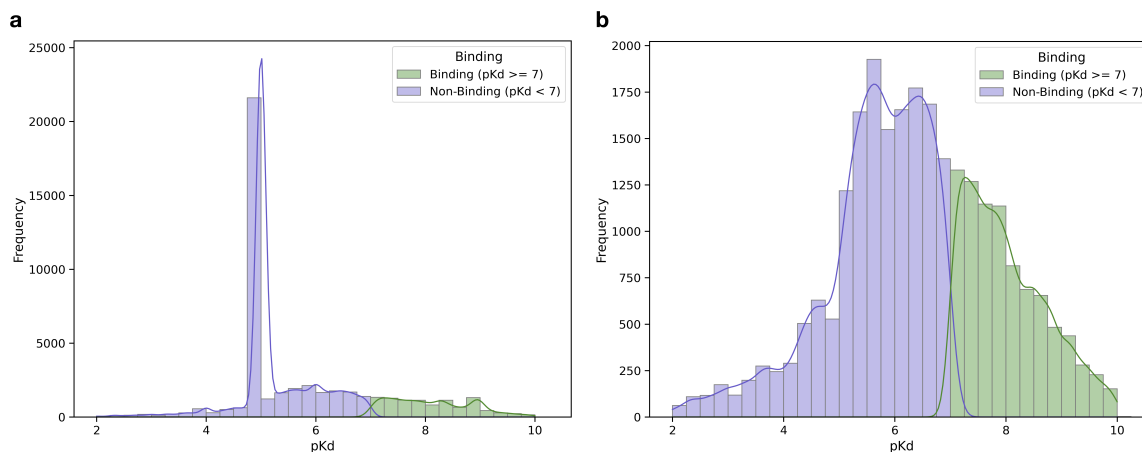 a
25000
20000
15000
10000
5000
0
Frequency
2
4
6
8
10
pKd
Binding
Binding (pKd >= 7)
Non-Binding (pKd < 7)
b
2000
1750
1500
1250
1000
750
500
250
0
Frequency
2
4
6
8
10
pKd
Binding
Binding (pKd >= 7)
Non-Binding (pKd < 7)